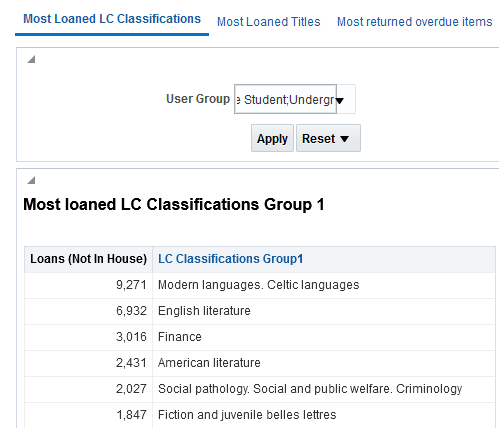 Most Loaned LC Classifications Most Loaned Titles Most returned overdue items
User Group e Student;Undergr
Apply Reset
Most loaned LC Classifications Group 1
Loans (Not In House) LC Classifications Group1
9,271 Modern languages. Celtic languages
6,932 English literature
3,016 Finance
2,431 American literature
2,027 Social pathology. Social and public welfare. Criminology
1,847 Fiction and juvenile belles lettres